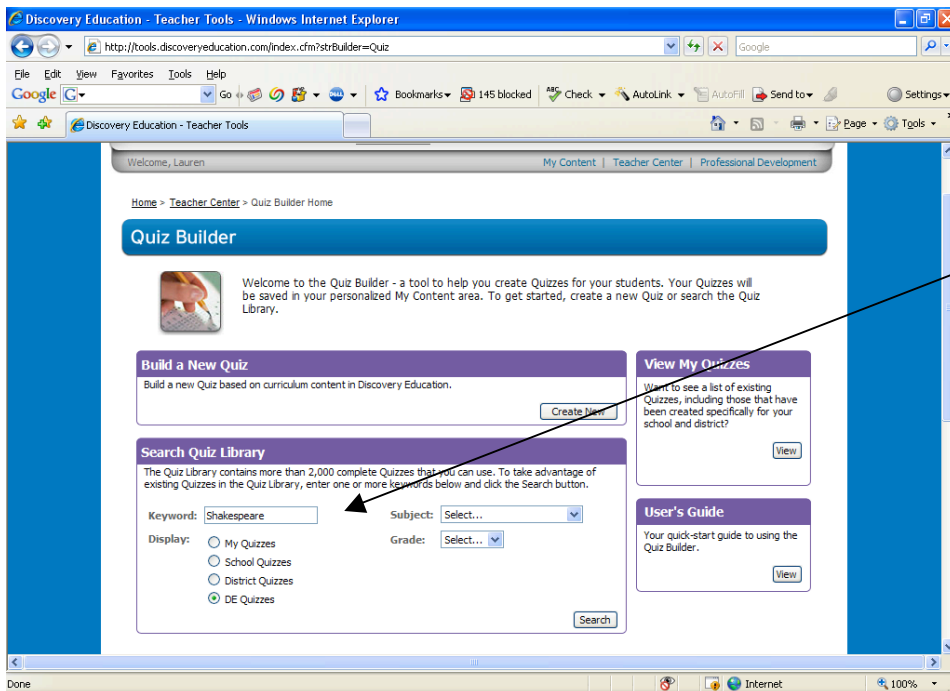 Discovery Education - Teacher Tools - Windows Internet Explorer
http://tools.discoveryeducation.com/index.cfm?strBuilder=Quiz
Google
File Edit View Favorites Tools Help
Google G Go 145 blocked Bookmarks Check AutoLink AutoFill Send to Settings
Discovery Education - Teacher Tools
Page Tools
Welcome, Lauren
My Content | Teacher Center | Professional Development
Home > Teacher Center > Quiz Builder Home
Quiz Builder
Welcome to the Quiz Builder - a tool to help you create Quizzes for your students. Your Quizzes will
be saved in your personalized My Content area. To get started, create a new Quiz or search the Quiz
Library.
Build a New Quiz
Build a new Quiz based on curriculum content in Discovery Education.
Create New
View My Quizzes
Want to see a list of existing
Quizzes, including those that have
been created specifically for your
school and district?
View
Search Quiz Library
The Quiz Library contains more than 2,000 complete Quizzes that you can use. To take advantage of
existing Quizzes in the Quiz Library, enter one or more keywords below and click the Search button.
Keyword: Shakespeare
Subject: Select...
Display:
My Quizzes
School Quizzes
District Quizzes
DE Quizzes
Grade: Select...
Search
User's Guide
Your quick-start guide to using the
Quiz Builder.
View
Done
Internet
100%